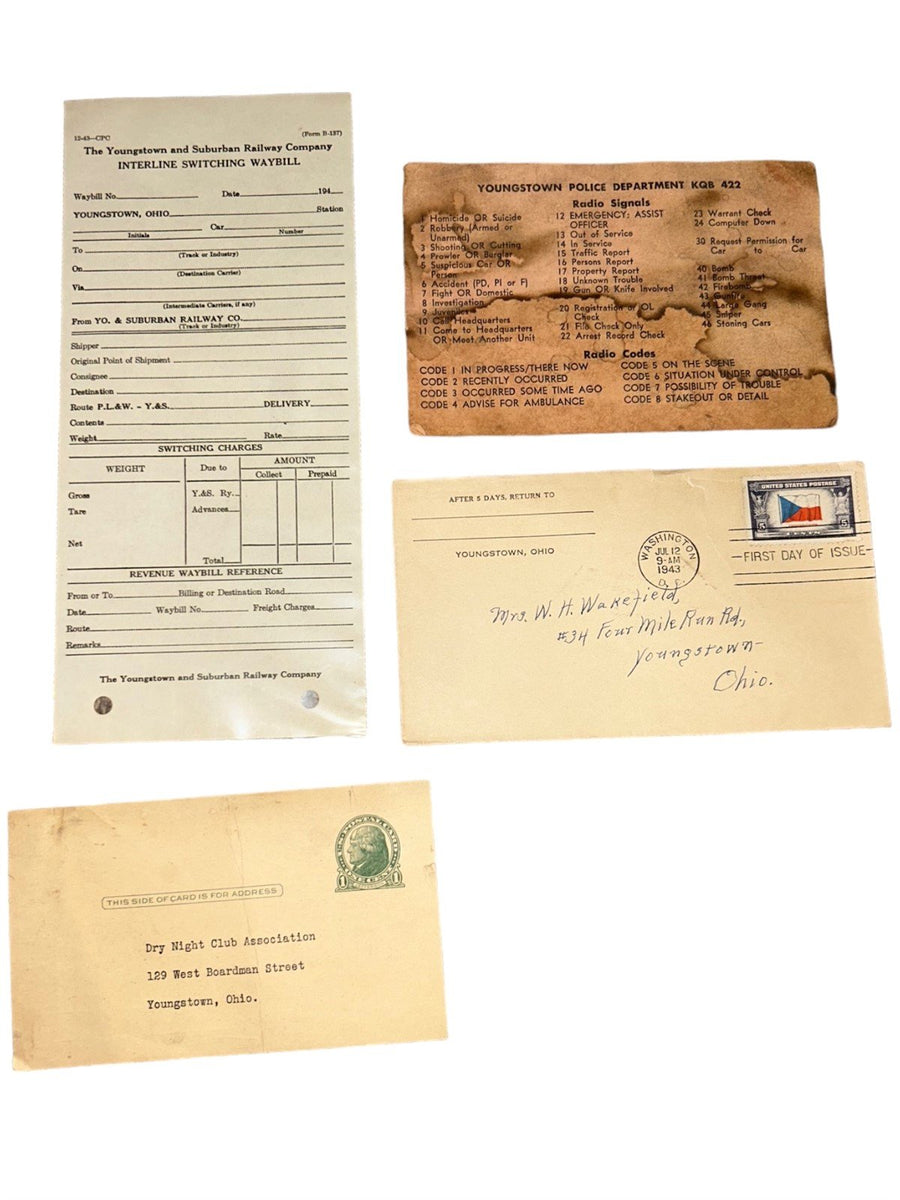 12-43—CPC (Form B-137)
The Youngstown and Suburban Railway Company
INTERLINE SWITCHING WAYBILL
Waybill No. Date 194
YOUNGSTOWN, OHIO Station
Car
Initials Number
To
(Track or Industry)
On
(Destination Carrier)
Via
(Intermediate Carriers, if any)
From YO. & SUBURBAN RAILWAY CO.
(Track or Industry)
Shipper
Original Point of Shipment
Consignee
Destination
Route P.L.&W. - Y.&S. DELIVERY
Contents
Weight Rate
SWITCHING CHARGES
WEIGHT Due to AMOUNT
Collect Prepaid
Gross Y.&S. Ry.
Tare Advances
Net
Total
REVENUE WAYBILL REFERENCE
From or To Billing or Destination Road
Date Waybill No. Freight Charges
Route
Remarks
The Youngstown and Suburban Railway Company
YOUNGSTOWN POLICE DEPARTMENT KQB 422
Radio Signals
1 Homicide OR Suicide
2 Robbery (Armed or
Unarmed)
3 Shooting OR Cutting
4 Prowler OR Burglar
5 Suspicious Car OR
Person
6 Accident (PD, PI or F)
7 Fight OR Domestic
8 Investigation
9 Juvenile
10 Call Headquarters
11 Come to Headquarters
OR Meet Another Unit
12 EMERGENCY: ASSIST
OFFICER
13 Out of Service
14 In Service
15 Traffic Report
16 Persons Report
17 Property Report
18 Unknown Trouble
19 Gun OR Knife Involved
20 Registration or OL
Check
21 File Check Only
22 Arrest Record Check
23 Warrant Check
24 Computer Down
30 Request Permission for
Car to Car
40 Bomb
41 Bomb Threat
42 Firebomb
43 Gunfire
44 Large Gang
45 Sniper
46 Stoning Cars
Radio Codes
CODE 1 IN PROGRESS/THERE NOW
CODE 2 RECENTLY OCCURRED
CODE 3 OCCURRED SOME TIME AGO
CODE 4 ADVISE FOR AMBULANCE
CODE 5 ON THE SCENE
CODE 6 SITUATION UNDER CONTROL
CODE 7 POSSIBILITY OF TROUBLE
CODE 8 STAKEOUT OR DETAIL
AFTER 5 DAYS, RETURN TO
YOUNGSTOWN, OHIO
UNITED STATES POSTAGE
5 5
WASHINGTON
JUL 12
9-AM
1943
D. C.
FIRST DAY OF ISSUE
Mrs. W. H. Wakefield,
#34 Four Mile Run Rd.,
Youngstown-
Ohio.
1 1
THIS SIDE OF CARD IS FOR ADDRESS
Dry Night Club Association
129 West Boardman Street
Youngstown, Ohio.